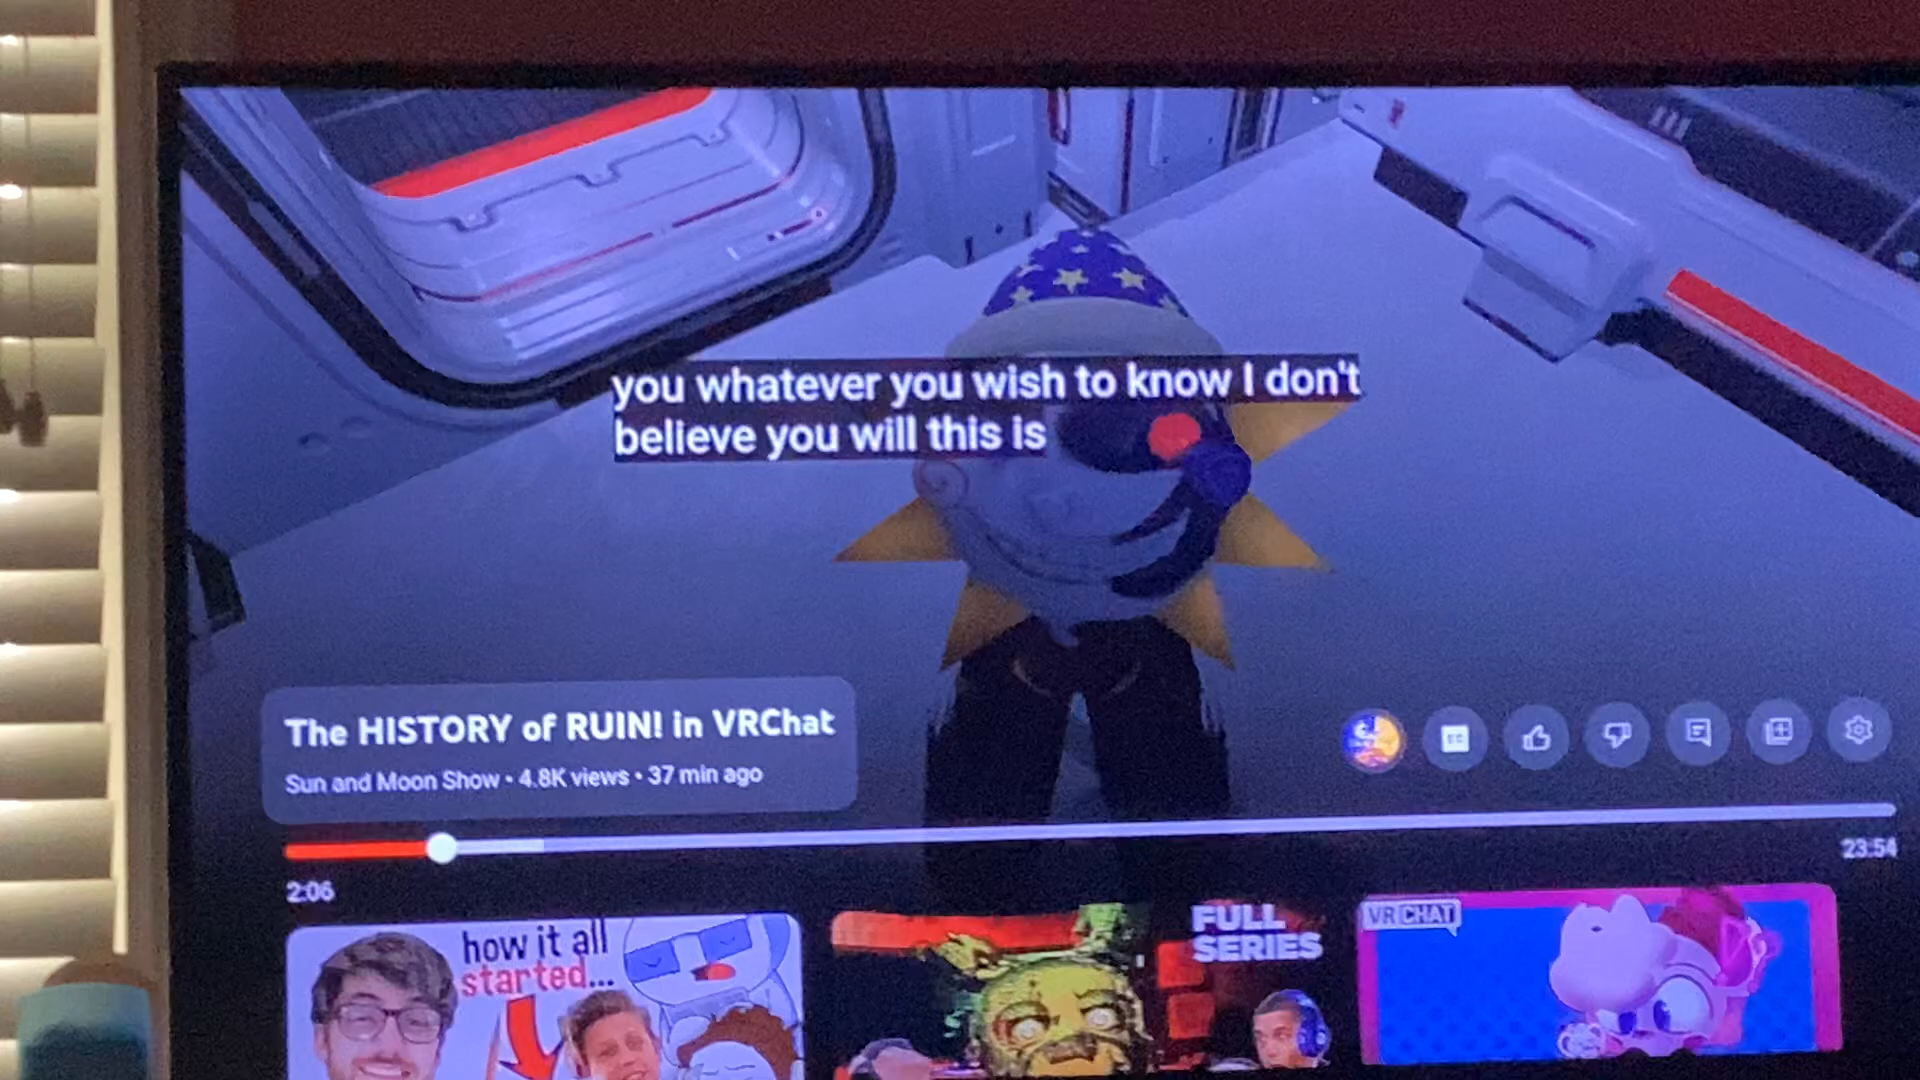 you whatever you wish to know I don't
believe you will this is
The HISTORY of RUIN! in VRChat
Sun and Moon Show • 4.8K views • 37 min ago
CC
2:06
23:54
how it all
started...
FULL
SERIES
VRCHAT